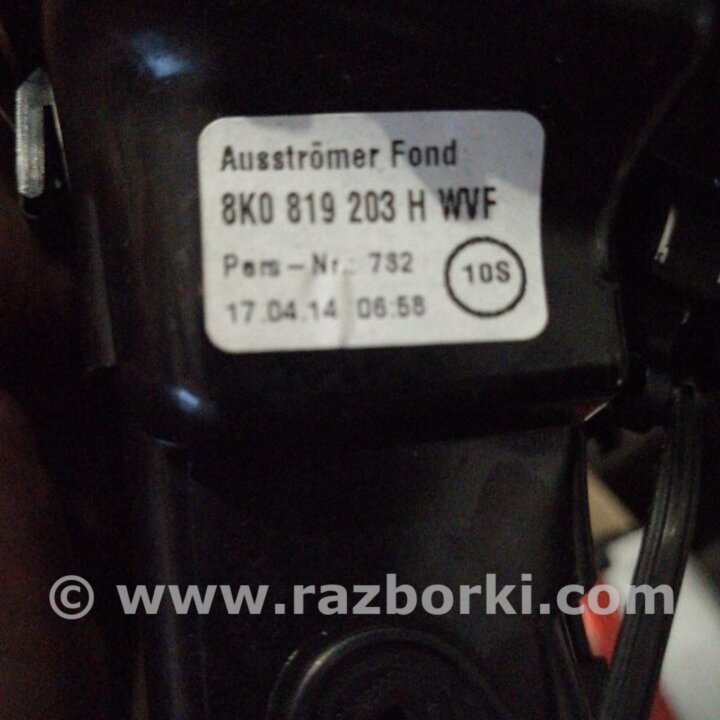 Ausströmer Fond
8K0 819 203 H WVF
Pers-Nr.: 732
10S
17.04.14 06:58
© www.razborki.com